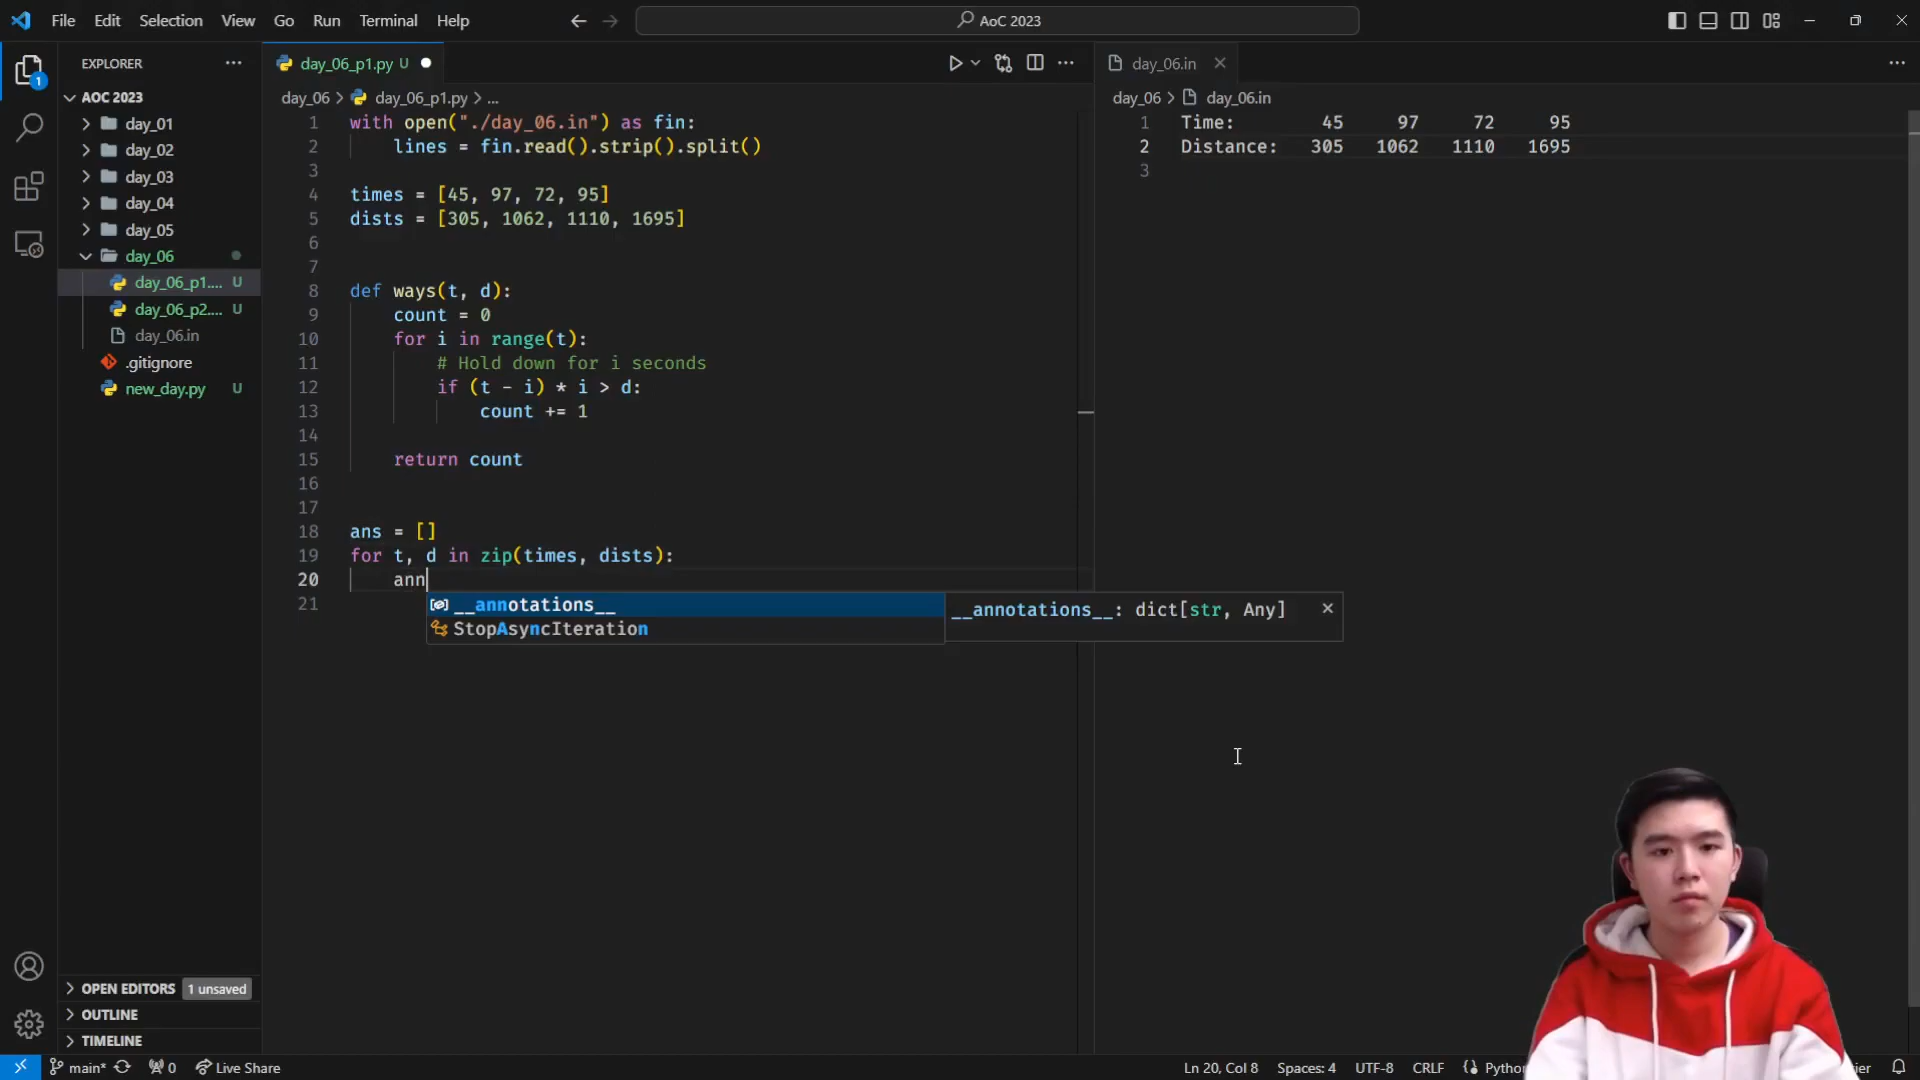 File Edit Selection View Go Run Terminal Help
AoC 2023
EXPLORER
AOC 2023
day_01
day_02
day_03
day_04
day_05
day_06
day_06_p1.... U
day_06_p2.... U
day_06.in
.gitignore
new_day.py U
OPEN EDITORS 1 unsaved
OUTLINE
TIMELINE
1
day_06_p1.py U
day_06 > day_06_p1.py > ...
1 with open("./day_06.in") as fin:
2 lines = fin.read().strip().split()
3
4 times = [45, 97, 72, 95]
5 dists = [305, 1062, 1110, 1695]
6
7
8 def ways(t, d):
9 count = 0
10 for i in range(t):
11 # Hold down for i seconds
12 if (t - i) * i > d:
13 count += 1
14
15 return count
16
17
18 ans = []
19 for t, d in zip(times, dists):
20 ann
21
__annotations__
StopAsyncIteration
__annotations__: dict[str, Any]
day_06.in
day_06 > day_06.in
1 Time: 45 97 72 95
2 Distance: 305 1062 1110 1695
3
main* 0 Live Share
Ln 20, Col 8 Spaces: 4 UTF-8 CRLF